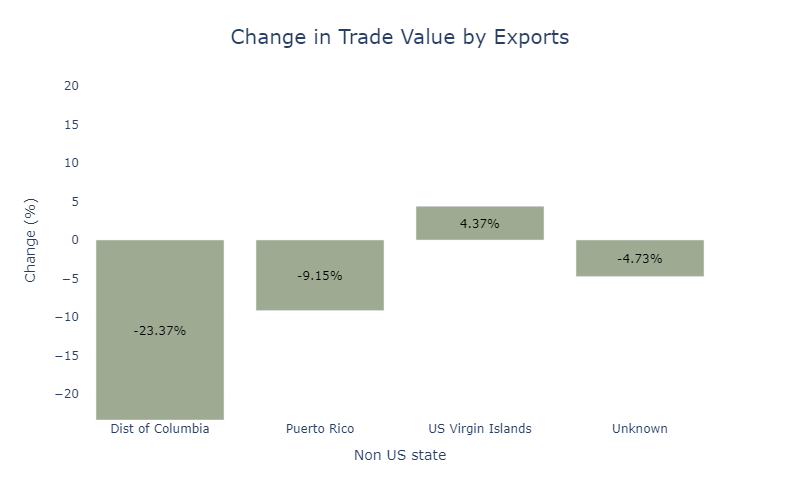 Change in Trade Value by Exports
20
15
10
5
0
−5
−10
−15
−20
Change (%)
-23.37%
-9.15%
4.37%
-4.73%
Dist of Columbia
Puerto Rico
US Virgin Islands
Unknown
Non US state